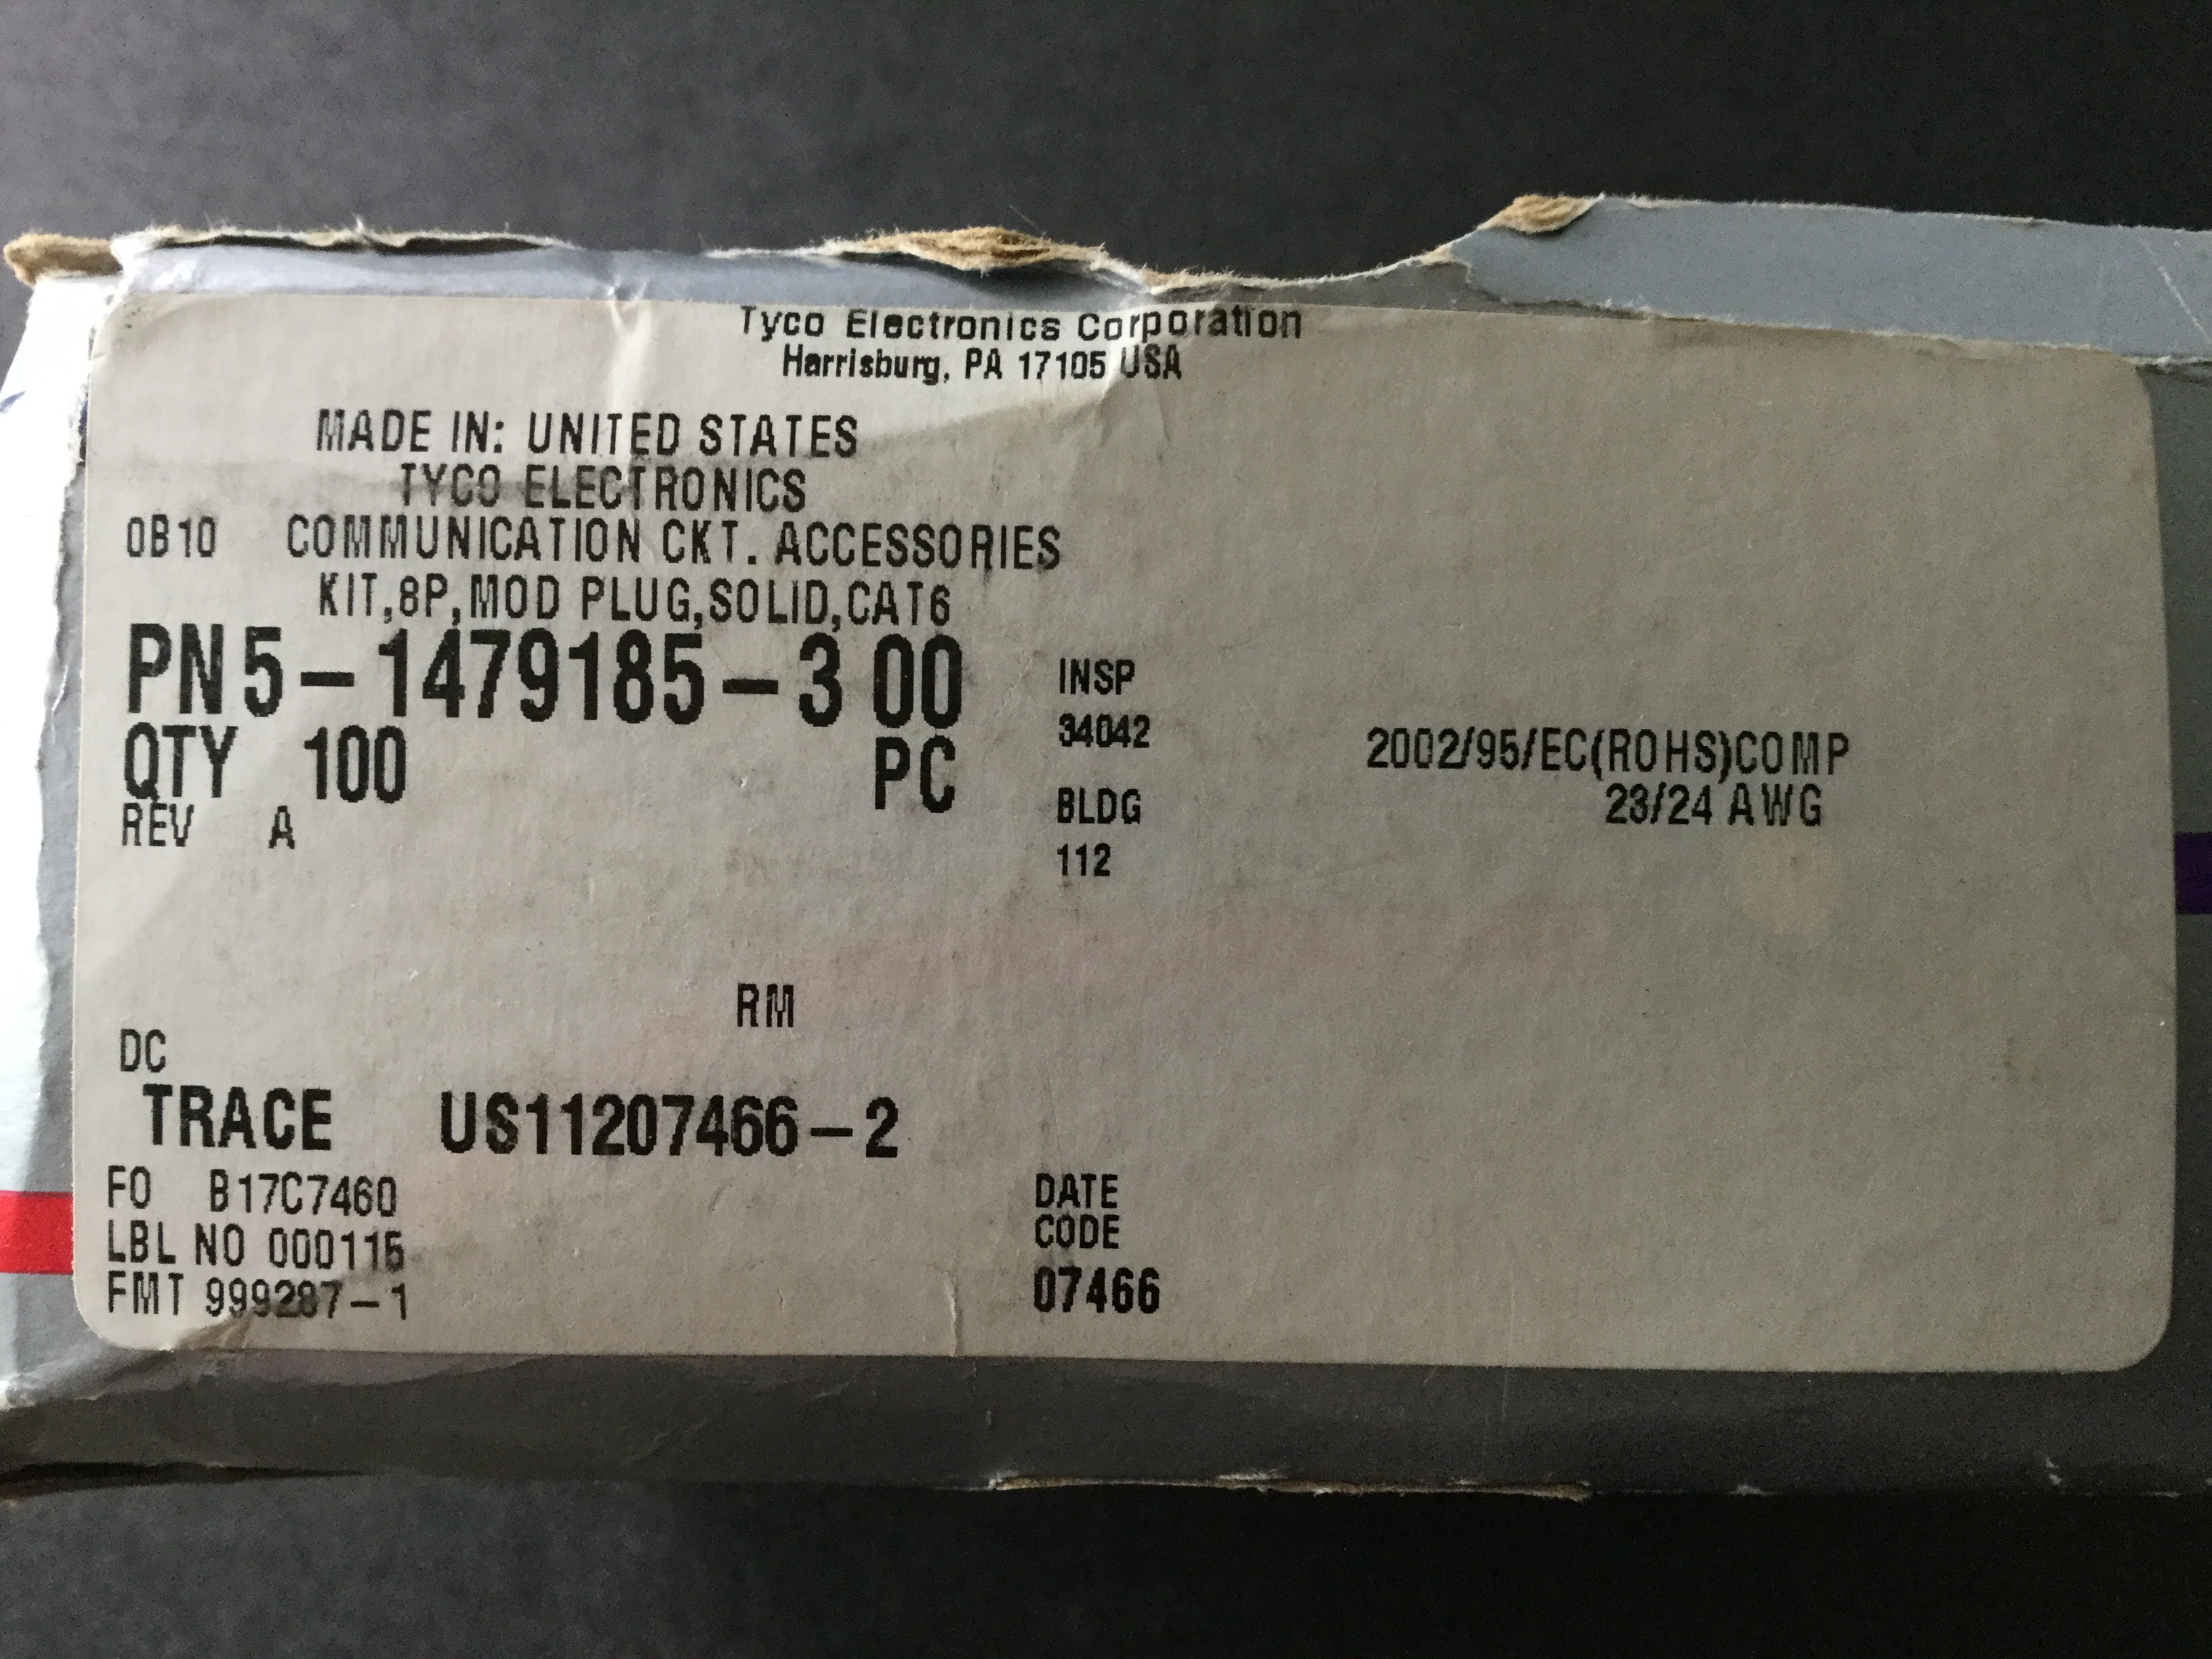 Tyco Electronics Corporation
Harrisburg, PA 17105 USA
MADE IN: UNITED STATES
TYCO ELECTRONICS
0B10 COMMUNICATION CKT. ACCESSORIES
KIT,8P,MOD PLUG,SOLID,CAT6
PN 5-1479185-3 00
QTY 100 PC
REV A
INSP
34042
BLDG
112
2002/95/EC(ROHS)COMP
23/24 AWG
RM
DC
TRACE US11207466-2
FO B17C7460
LBL NO 000115
FMT 999287-1
DATE
CODE
07466